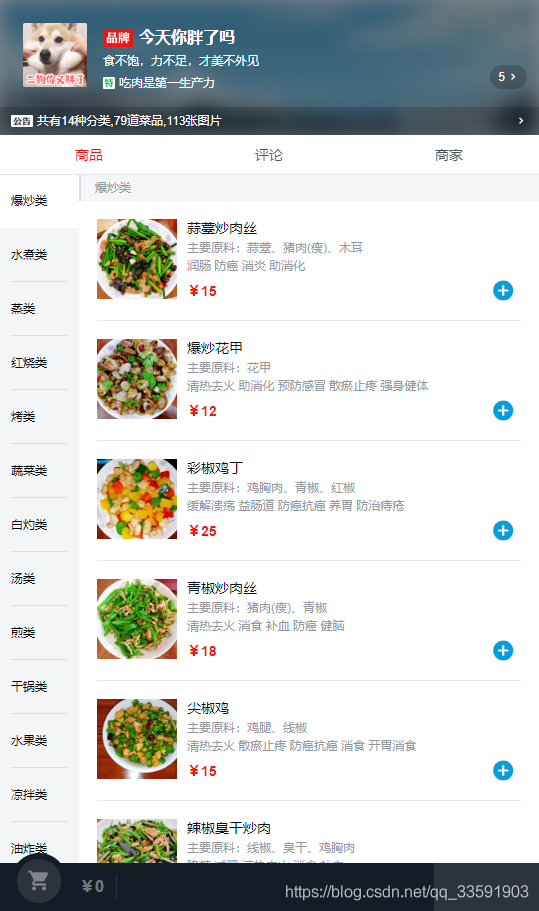 二狗你又胖了
品牌 今天你胖了吗
食不饱，力不足，才美不外见
特 吃肉是第一生产力
5 >
公告 共有14种分类,79道菜品,113张图片 >
商品 评论 商家
爆炒类
水煮类
蒸类
红烧类
烤类
蔬菜类
白灼类
汤类
煎类
干锅类
水果类
凉拌类
油炸类
爆炒类
蒜薹炒肉丝
主要原料：蒜薹、猪肉(瘦)、木耳
润肠 防癌 消炎 助消化
￥15
爆炒花甲
主要原料：花甲
清热去火 助消化 预防感冒 散瘀止疼 强身健体
￥12
彩椒鸡丁
主要原料：鸡胸肉、青椒、红椒
缓解溃疡 益肠道 防癌抗癌 养胃 防治痔疮
￥25
青椒炒肉丝
主要原料：猪肉(瘦)、青椒
清热去火 消食 补血 防癌 健脑
￥18
尖椒鸡
主要原料：鸡腿、线椒
清热去火 散瘀止疼 防癌抗癌 消食 开胃消食
￥15
辣椒臭干炒肉
主要原料：线椒、臭干、鸡胸肉
￥0
https://blog.csdn.net/qq_33591903